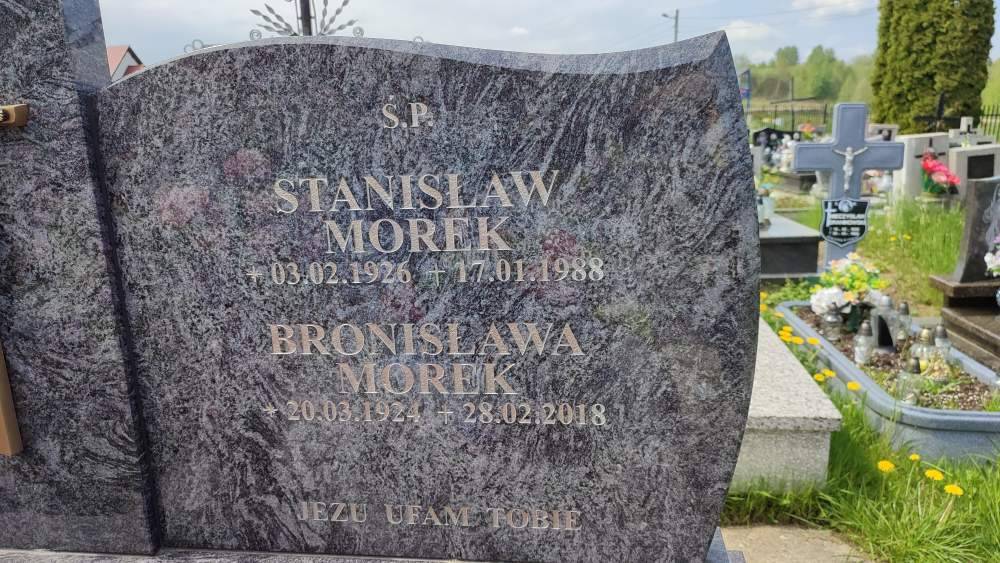 Ś.P.
STANISŁAW
MOREK
+ 03.02.1926 + 17.01.1988
BRONISŁAWA
MOREK
+ 20.03.1924 + 28.02.2018
JEZU UFAM TOBIE